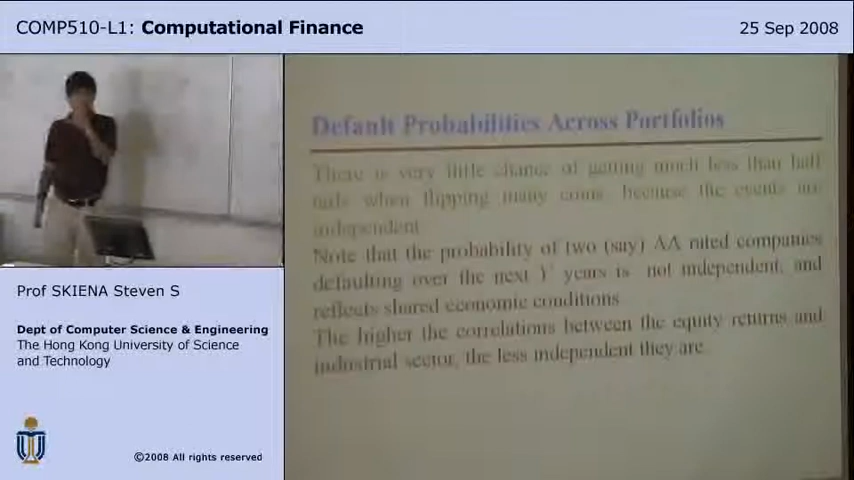 COMP510-L1: Computational Finance
25 Sep 2008
Default Probabilities Across Portfolios
There is very little chance of getting much less than half
tails when flipping many coins, because the events are
independent.
Note that the probability of two (say) AA rated companies
defaulting over the next Y years is not independent, and
reflects shared economic conditions.
The higher the correlations between the equity returns and
industrial sector, the less independent they are.
Prof SKIENA Steven S
Dept of Computer Science & Engineering
The Hong Kong University of Science
and Technology
©2008 All rights reserved